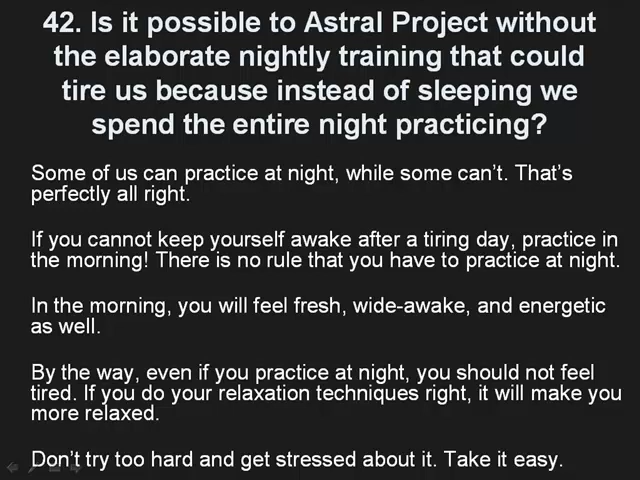 42. Is it possible to Astral Project without
the elaborate nightly training that could
tire us because instead of sleeping we
spend the entire night practicing?
Some of us can practice at night, while some can't. That's
perfectly all right.
If you cannot keep yourself awake after a tiring day, practice in
the morning! There is no rule that you have to practice at night.
In the morning, you will feel fresh, wide-awake, and energetic
as well.
By the way, even if you practice at night, you should not feel
tired. If you do your relaxation techniques right, it will make you
more relaxed.
Don't try too hard and get stressed about it. Take it easy.